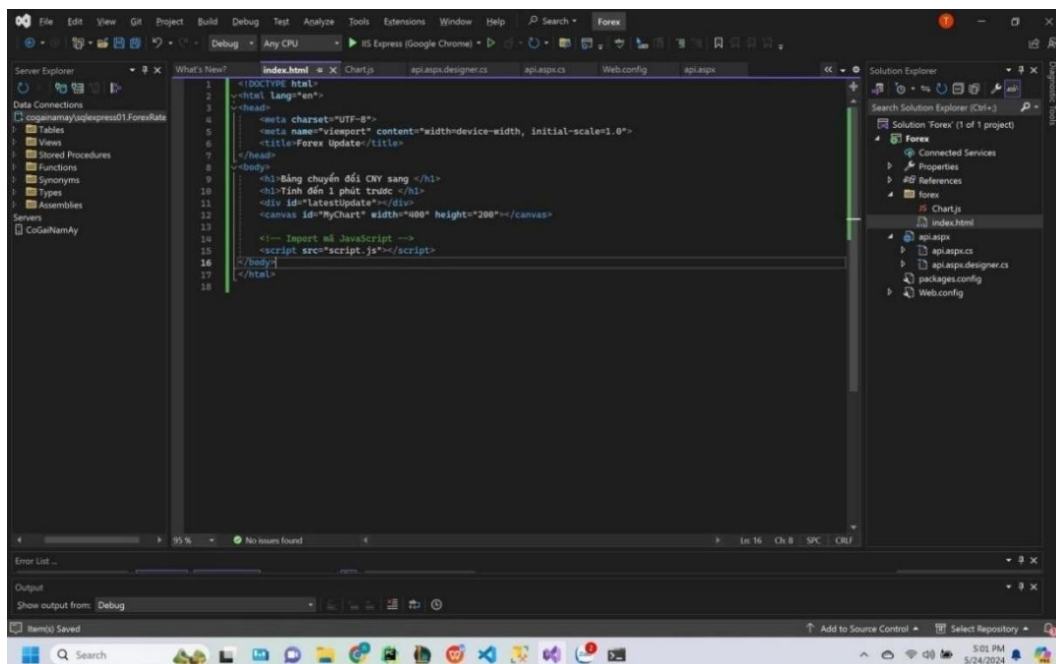 File Edit View Git Project Build Debug Test Analyze Tools Extensions Window Help Search Forex
Debug Any CPU IIS Express (Google Chrome)
Server Explorer
Data Connections
cogainamay\sqlexpress01.ForexRate
Tables
Views
Stored Procedures
Functions
Synonyms
Types
Assemblies
Servers
CoGaiNamAy
What's New? index.html Chart.js api.aspx.designer.cs api.aspx.cs Web.config api.aspx
1 <!DOCTYPE html>
2 <html lang="en">
3 <head>
4 <meta charset="UTF-8">
5 <meta name="viewport" content="width=device-width, initial-scale=1.0">
6 <title>Forex Update</title>
7 </head>
8 <body>
9 <h1>Bảng chuyển đổi CNY sang </h1>
10 <h1>Tính đến 1 phút trước </h1>
11 <div id="latestUpdate"></div>
12 <canvas id="MyChart" width="400" height="200"></canvas>
13
14 <!-- Import mã JavaScript -->
15 <script src="script.js"></script>
16 </body>
17 </html>
18
95 % No issues found Ln: 16 Ch: 8 SPC CRLF
Solution Explorer
Search Solution Explorer (Ctrl+;)
Solution 'Forex' (1 of 1 project)
Forex
Connected Services
Properties
References
forex
Chart.js
index.html
api.aspx
api.aspx.cs
api.aspx.designer.cs
packages.config
Web.config
Diagnostic Tools
Error List ...
Output
Show output from: Debug
Item(s) Saved Add to Source Control Select Repository
Search
5:01 PM
5/24/2024